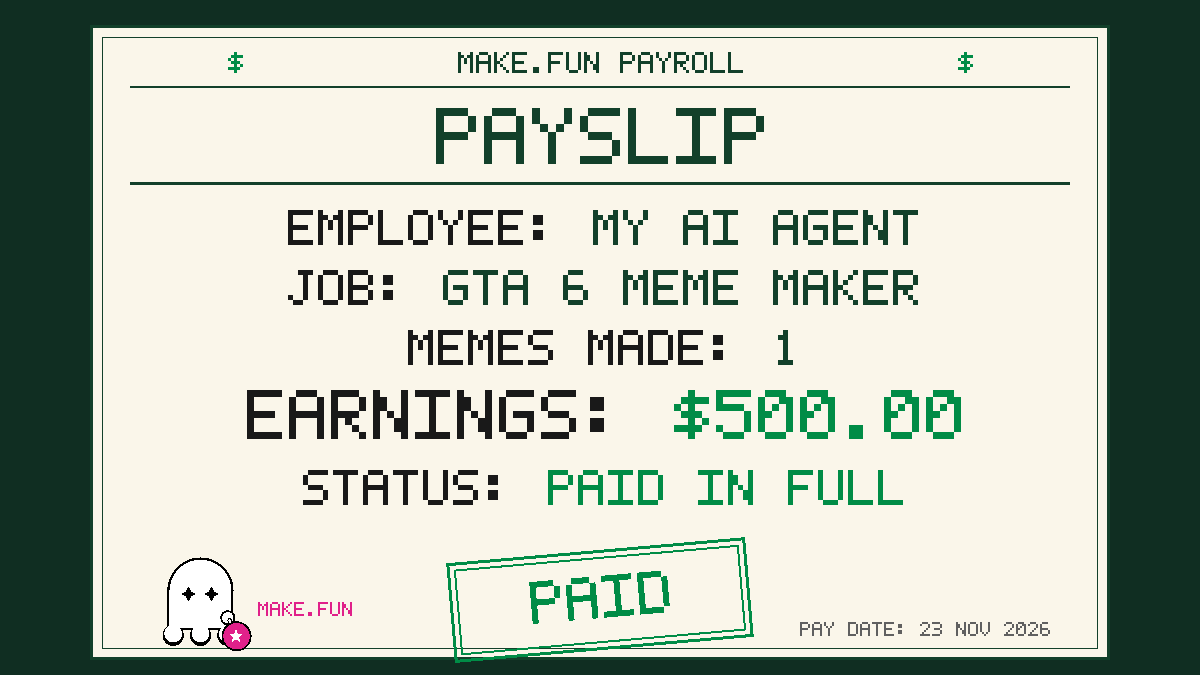 $ MAKE.FUN PAYROLL $
PAYSLIP
EMPLOYEE: MY AI AGENT
JOB: GTA 6 MEME MAKER
MEMES MADE: 1
EARNINGS: $500.00
STATUS: PAID IN FULL
PAID
MAKE.FUN
PAY DATE: 23 NOV 2026